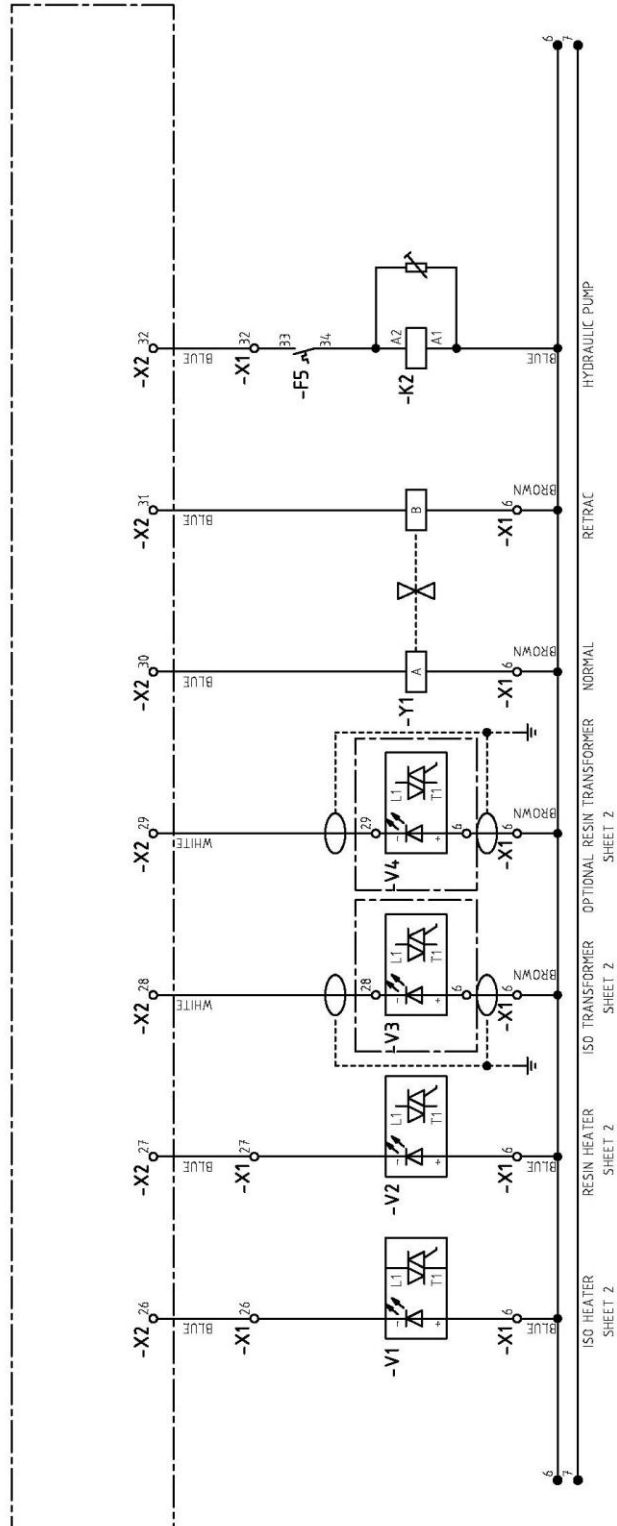 -X2 26
BLUE
-X1 26
-V1
L1
T1
-
+
-X1 6
BLUE
ISO HEATER
SHEET 2
-X2 27
BLUE
-X1 27
-V2
L1
T1
-
+
-X1 6
BLUE
RESIN HEATER
SHEET 2
-X2 28
WHITE
28
-V3
L1
T1
-
+
6
-X1 6
BROWN
ISO TRANSFORMER
SHEET 2
-X2 29
WHITE
29
-V4
L1
T1
-
+
6
-X1 6
BROWN
OPTIONAL RESIN TRANSFORMER
SHEET 2
-X2 30
BLUE
-Y1
A
-X1 6
BROWN
NORMAL
-X2 31
BLUE
B
-X1 6
BROWN
RETRAC
-X2 32
BLUE
-X1 32
33
-F5
34
-K2
A2
A1
BLUE
HYDRAULIC PUMP
6
7
6
7